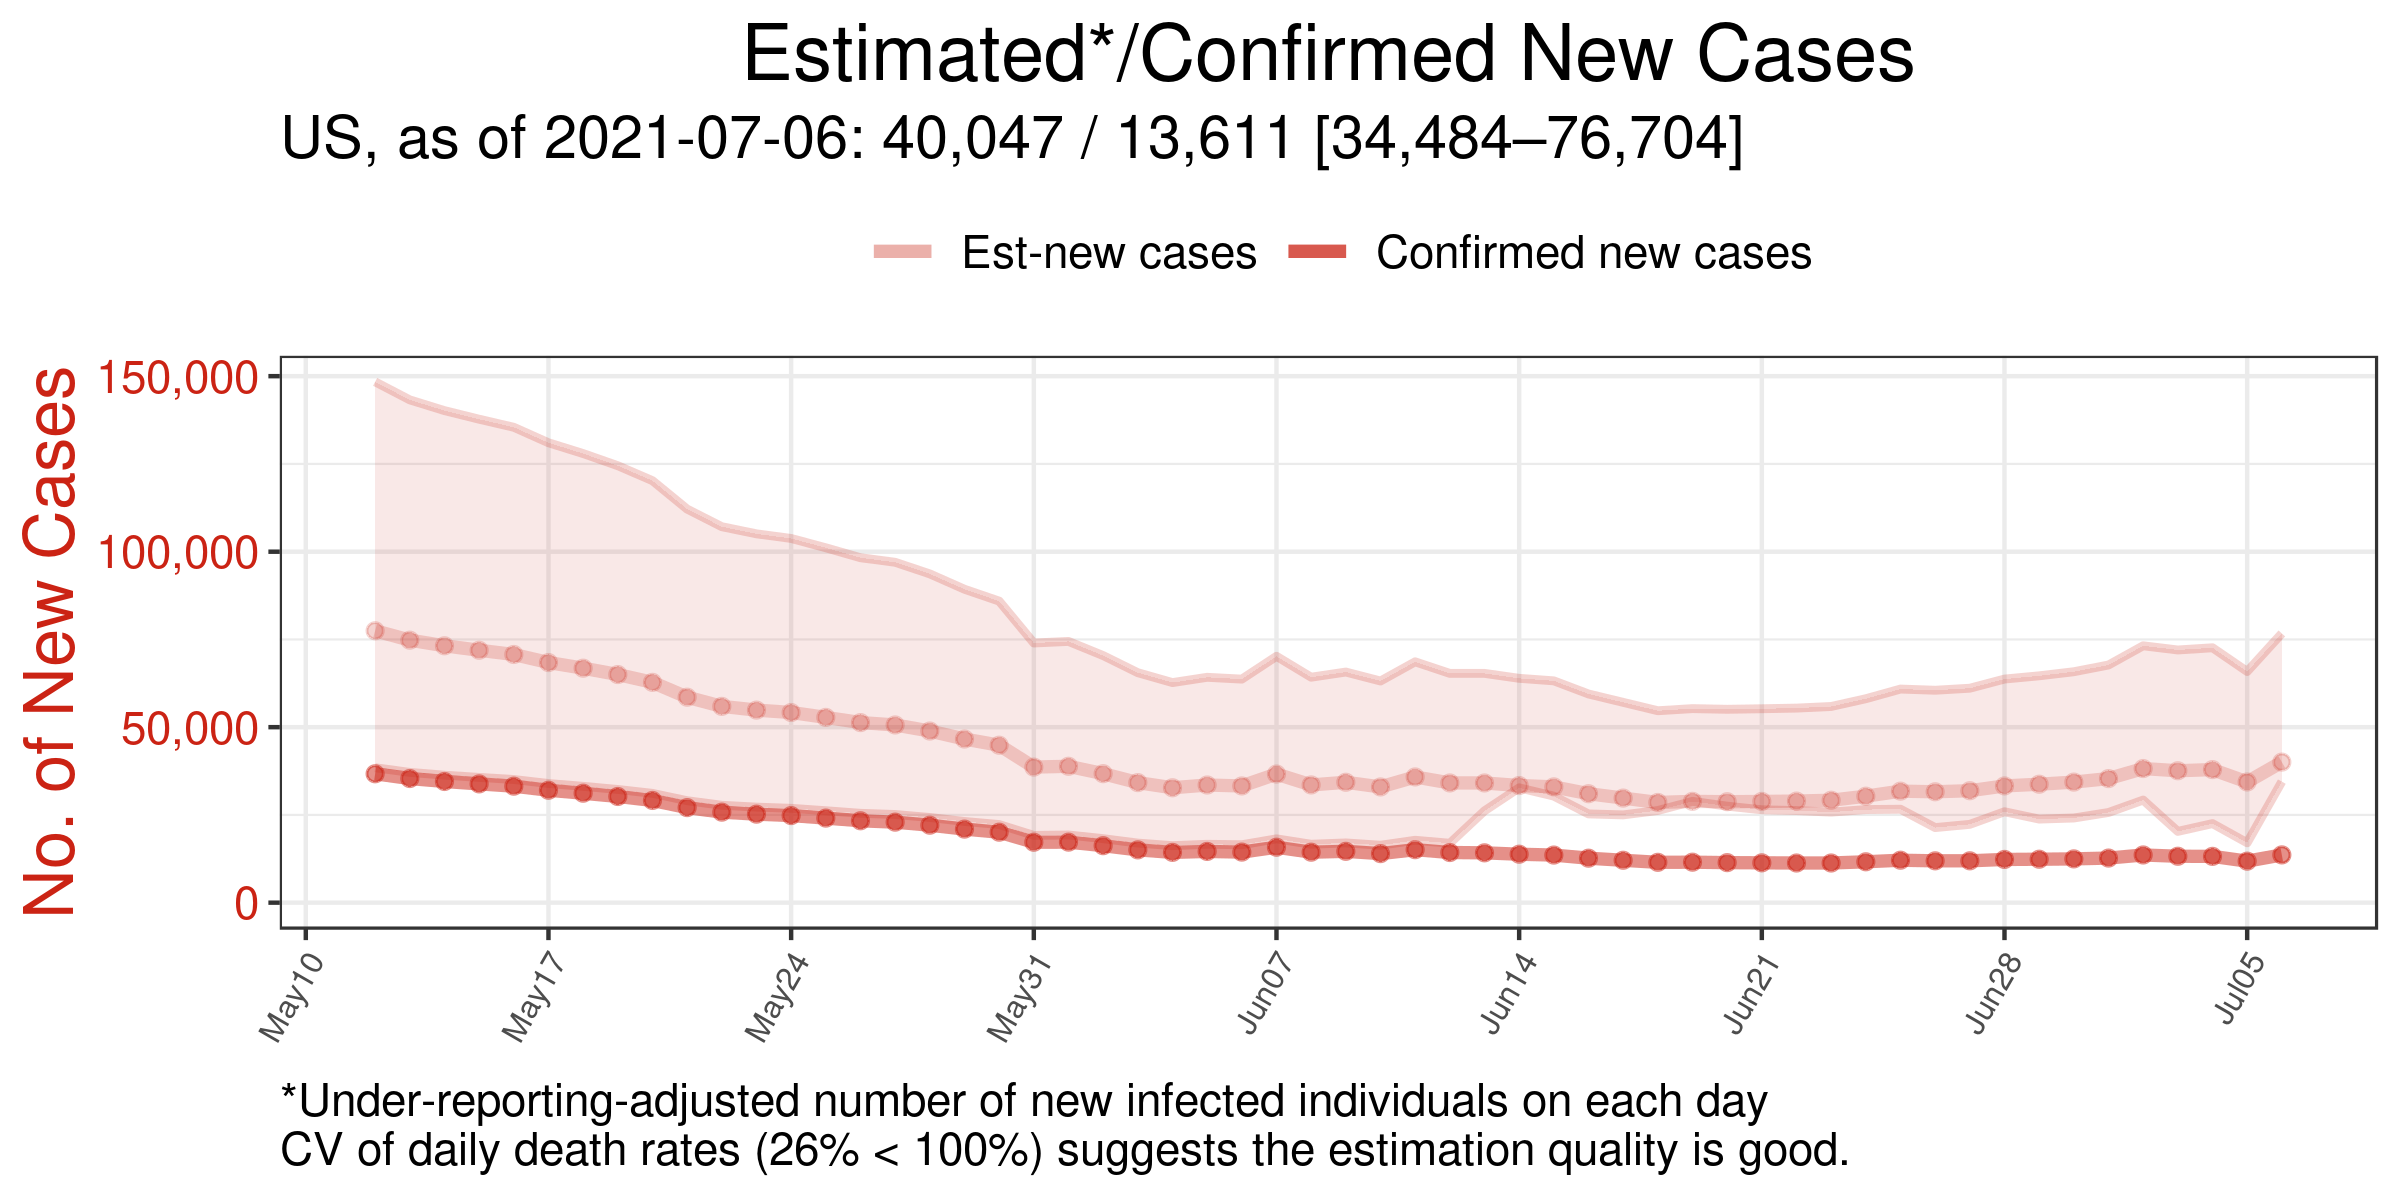 Estimated*/Confirmed New Cases
US, as of 2021-07-06: 40,047 / 13,611 [34,484–76,704]
Est-new cases
Confirmed new cases
No. of New Cases
150,000
100,000
50,000
0
May10
May17
May24
May31
Jun07
Jun14
Jun21
Jun28
Jul05
*Under-reporting-adjusted number of new infected individuals on each day
CV of daily death rates (26% < 100%) suggests the estimation quality is good.